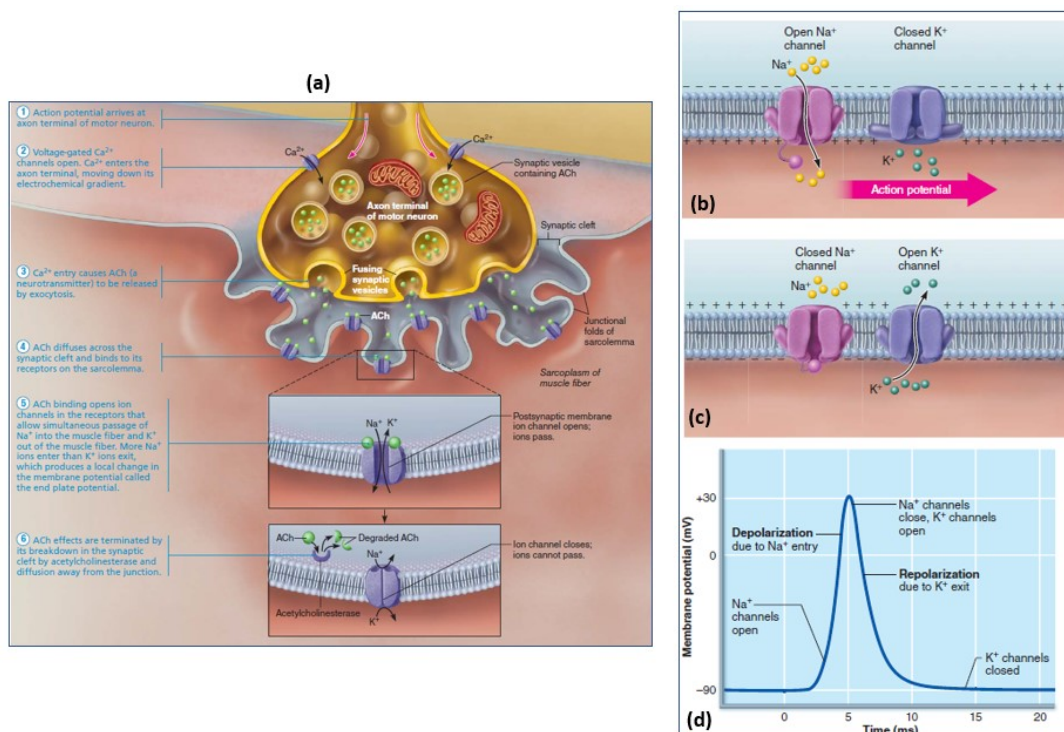 (a)
1 Action potential arrives at
axon terminal of motor neuron.
2 Voltage-gated Ca2+
channels open. Ca2+ enters the
axon terminal, moving down its
electrochemical gradient.
3 Ca2+ entry causes ACh (a
neurotransmitter) to be released
by exocytosis.
4 ACh diffuses across the
synaptic cleft and binds to its
receptors on the sarcolemma.
5 ACh binding opens ion
channels in the receptors that
allow simultaneous passage of
Na+ into the muscle fiber and K+
out of the muscle fiber. More Na+
ions enter than K+ ions exit,
which produces a local change in
the membrane potential called
the end plate potential.
6 ACh effects are terminated by
its breakdown in the synaptic
cleft by acetylcholinesterase and
diffusion away from the junction.
Ca2+
Ca2+
Synaptic vesicle
containing ACh
Axon terminal
of motor neuron
Synaptic cleft
Fusing
synaptic
vesicles
ACh
Junctional
folds of
sarcolemma
Sarcoplasm of
muscle fiber
Na+ K+
Postsynaptic membrane
ion channel opens;
ions pass.
ACh
Degraded ACh
Na+
Ion channel closes;
ions cannot pass.
Acetylcholinesterase
K+
Open Na+
channel
Closed K+
channel
Na+
K+
Action potential
(b)
Closed Na+
channel
Open K+
channel
Na+
K+
(c)
Membrane potential (mV)
+30
0
-90
Depolarization
due to Na+ entry
Na+
channels
open
Na+ channels
close, K+ channels
open
Repolarization
due to K+ exit
K+ channels
closed
0 5 10 15 20
Time (ms)
(d)